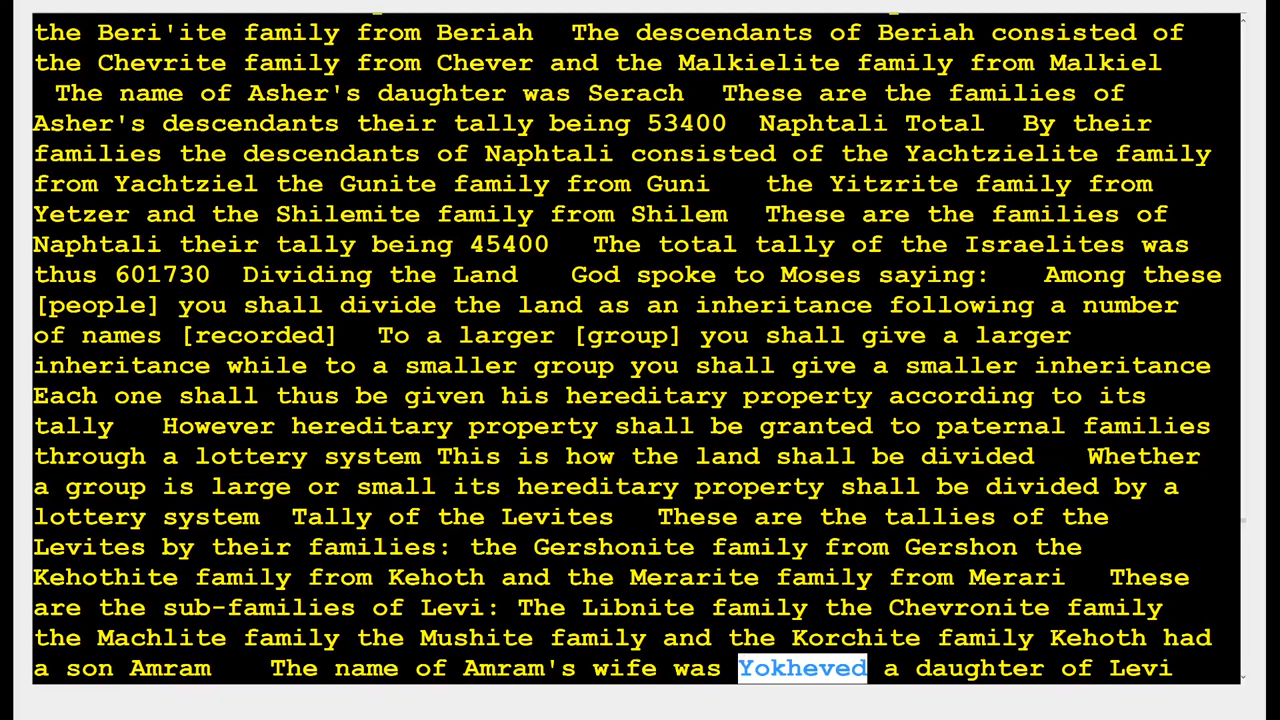 the Beri'ite family from Beriah   The descendants of Beriah consisted of
the Chevrite family from Chever and the Malkielite family from Malkiel
 The name of Asher's daughter was Serach   These are the families of
Asher's descendants their tally being 53400   Naphtali Total   By their
families the descendants of Naphtali consisted of the Yachtzielite family
from Yachtziel the Gunite family from Guni    the Yitzrite family from
Yetzer and the Shilemite family from Shilem   These are the families of
Naphtali their tally being 45400   The total tally of the Israelites was
thus 601730   Dividing the Land    God spoke to Moses saying:    Among these
[people] you shall divide the land as an inheritance following a number
of names [recorded]   To a larger [group] you shall give a larger
inheritance while to a smaller group you shall give a smaller inheritance
Each one shall thus be given his hereditary property according to its
tally    However hereditary property shall be granted to paternal families
through a lottery system This is how the land shall be divided    Whether
a group is large or small its hereditary property shall be divided by a
lottery system   Tally of the Levites    These are the tallies of the
Levites by their families: the Gershonite family from Gershon the
Kehothite family from Kehoth and the Merarite family from Merari    These
are the sub-families of Levi: The Libnite family the Chevronite family
the Machlite family the Mushite family and the Korchite family Kehoth had
a son Amram     The name of Amram's wife was Yokheved a daughter of Levi